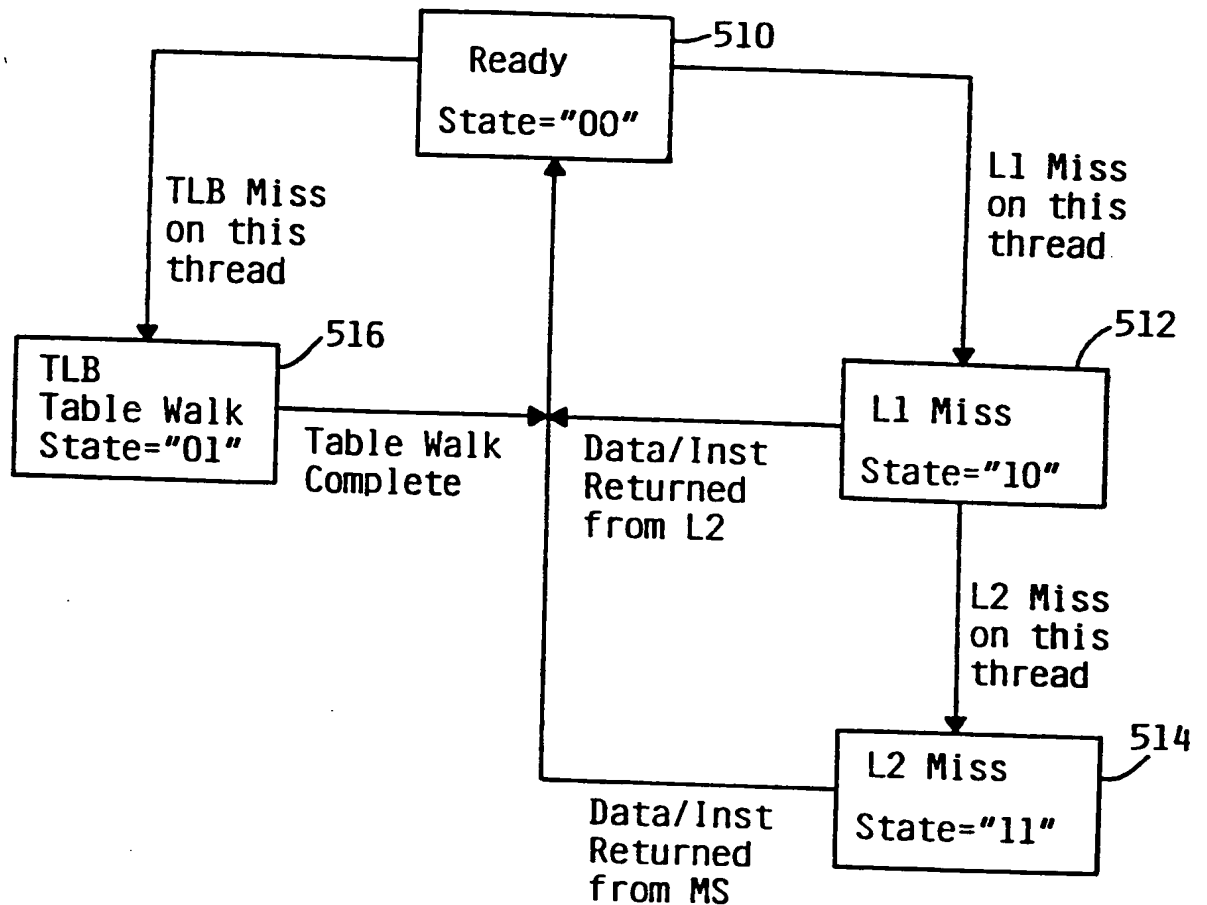 510
Ready
State="00"
TLB Miss
on this
thread
L1 Miss
on this
thread
516
TLB
Table Walk
State="01"
512
L1 Miss
State="10"
Table Walk
Complete
Data/Inst
Returned
from L2
L2 Miss
on this
thread
514
L2 Miss
State="11"
Data/Inst
Returned
from MS